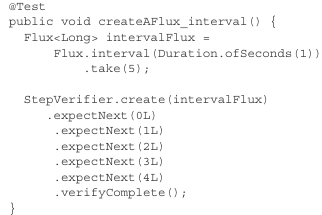 @Test
public void createAFlux_interval() {
  Flux<Long> intervalFlux =
      Flux.interval(Duration.ofSeconds(1))
          .take(5);

  StepVerifier.create(intervalFlux)
     .expectNext(0L)
      .expectNext(1L)
      .expectNext(2L)
      .expectNext(3L)
      .expectNext(4L)
      .verifyComplete();
}